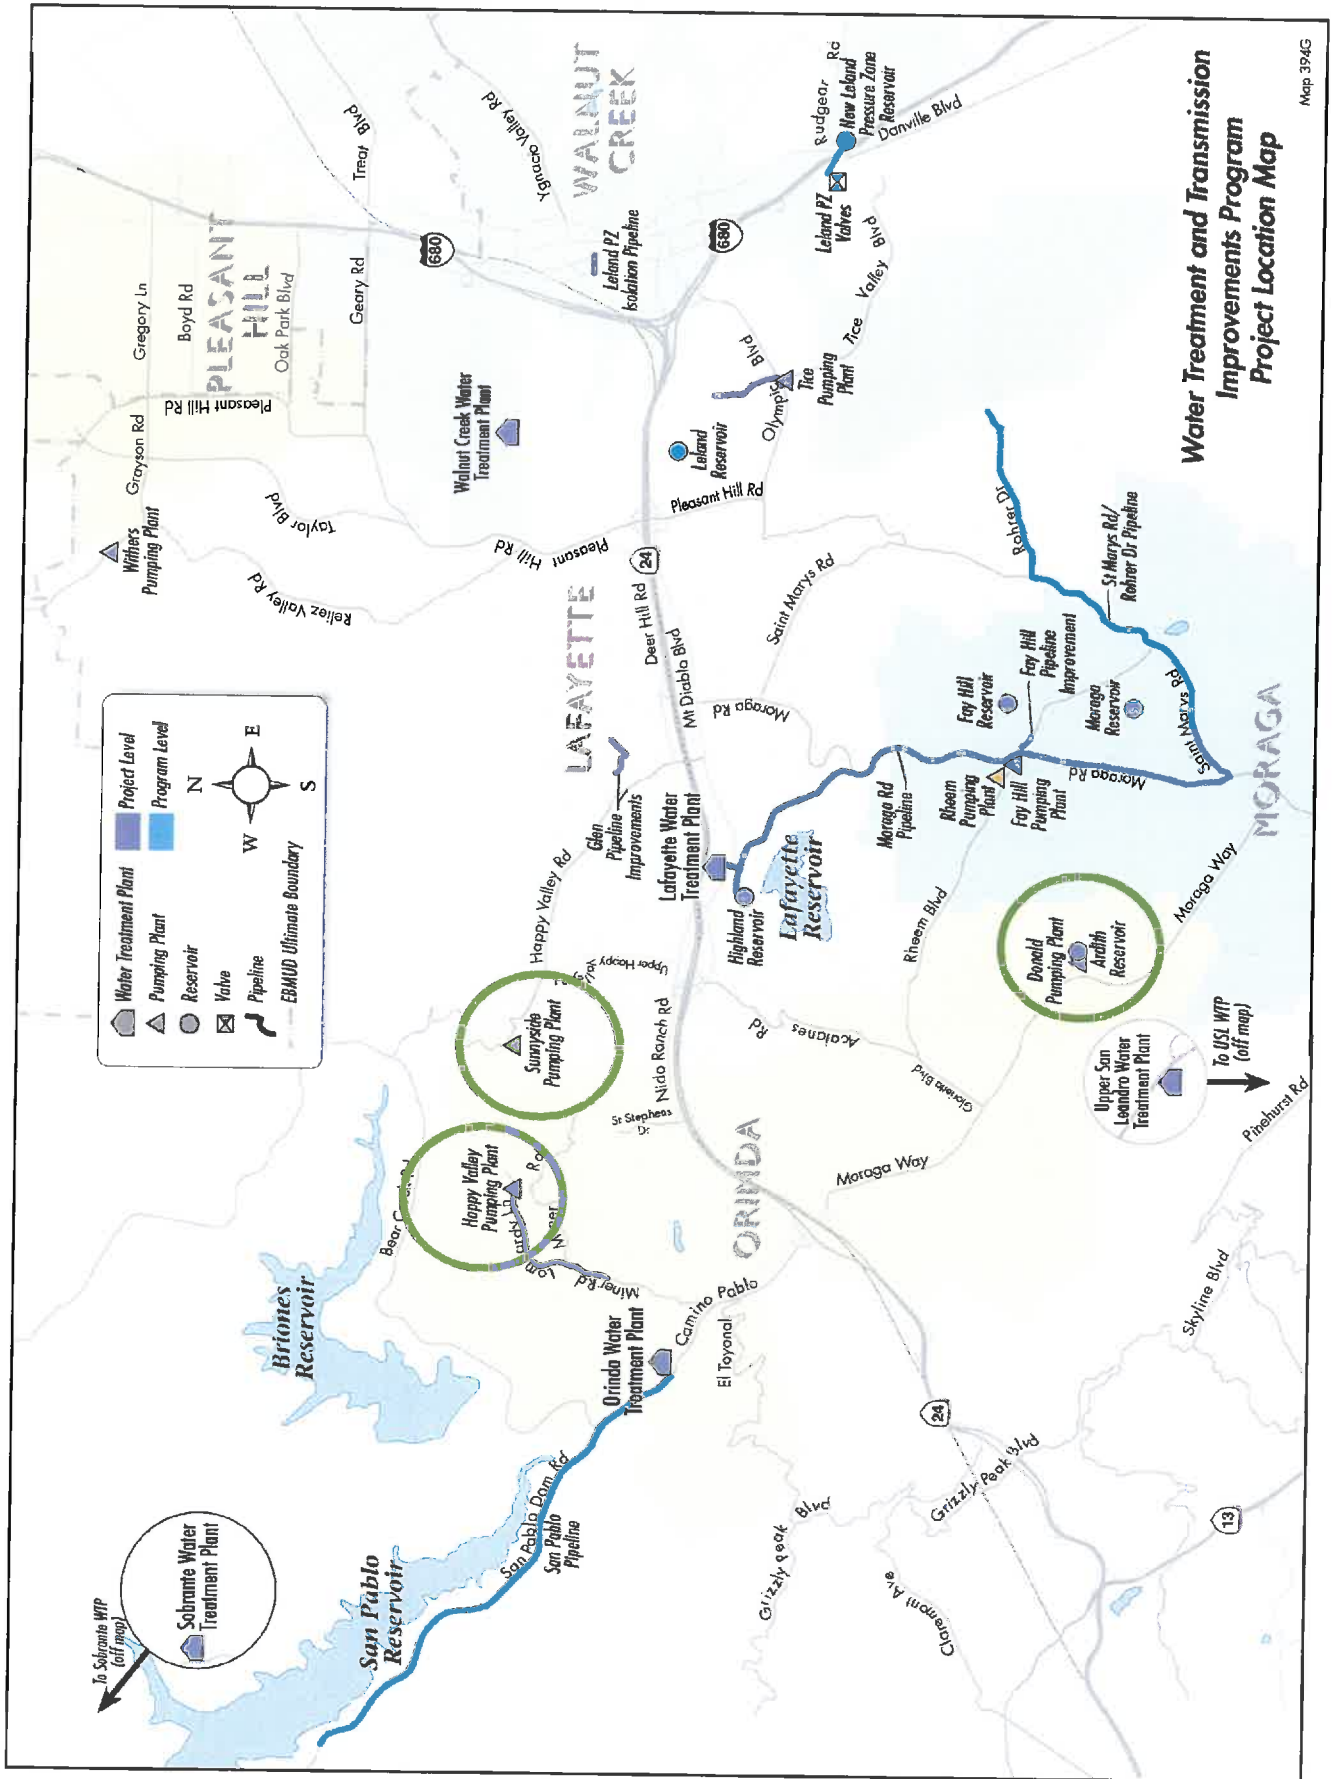 Water Treatment and Transmission
Improvements Program
Project Location Map
Map 394G
Water Treatment Plant
Pumping Plant
Reservoir
Valve
Pipeline
EBMUD Ultimate Boundary
Project Level
Program Level
N
W
E
S
To Sobrante WTP
(off map)
Sobrante Water
Treatment Plant
San Pablo
Reservoir
San Pablo Dam Rd
San Pablo
Pipeline
Briones
Reservoir
Orinda Water
Treatment Plant
Camino Pablo
El Toyonal
Miner Rd
Happy Valley
Pumping Plant
Sunnyside
Pumping Plant
Happy Valley Rd
Upper Happy
Nido Ranch Rd
St Stephens
ORINDA
Moraga Way
Glorietta Blvd
Acalanes
Rd
Rheem Blvd
24
13
Grizzly Peak
Blvd
Grizzly Peak Blvd
Claremont Ave
Skyline Blvd
Pinehurst Rd
Upper San
Leandro Water
Treatment Plant
To USL WTP
(off map)
Donald
Pumping Plant
Ardith
Reservoir
Moraga Way
MORAGA
Glen
Pipeline
Improvements
Lafayette Water
Treatment Plant
Highland
Reservoir
Lafayette
Reservoir
LAFAYETTE
Deer Hill Rd
Mt Diablo Blvd
24
Moraga Rd
Saint Marys Rd
Moraga Rd
Pipeline
Rheem
Pumping
Plant
Fay Hill
Pumping
Plant
Fay Hill
Reservoir
Fay Hill
Pipeline
Improvement
Moraga
Reservoir
Moraga Rd
Saint Marys Rd
St Marys Rd/
Rohrer Dr Pipeline
Rohrer Dr
Withers
Pumping Plant
Grayson Rd
Gregory Ln
Boyd Rd
PLEASANT
HILL
Oak Park Blvd
Pleasant Hill Rd
Geary Rd
Treat Blvd
Taylor Blvd
Reliez Valley Rd
Pleasant
Hill Rd
Walnut Creek Water
Treatment Plant
680
Ygnacio Valley Rd
WALNUT
CREEK
Leland PZ
Isolation Pipeline
680
Leland
Reservoir
Pleasant Hill Rd
Olympic
Blvd
Tice
Pumping
Plant
Tice Valley Blvd
Leland PZ
Valves
Rudgear Rd
New Leland
Pressure Zone
Reservoir
Danville Blvd